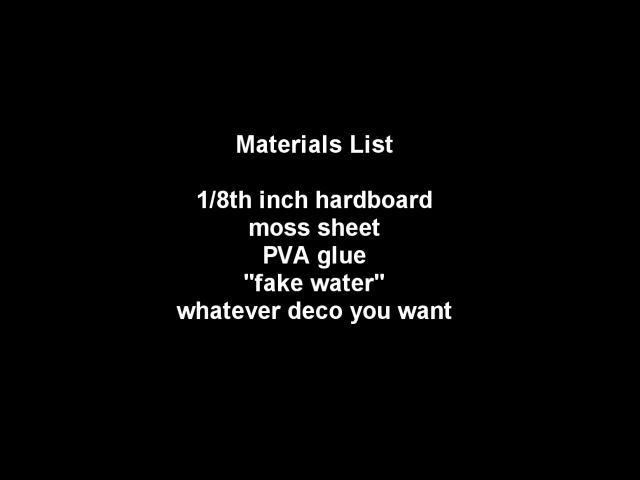 Materials List
1/8th inch hardboard
moss sheet
PVA glue
"fake water"
whatever deco you want